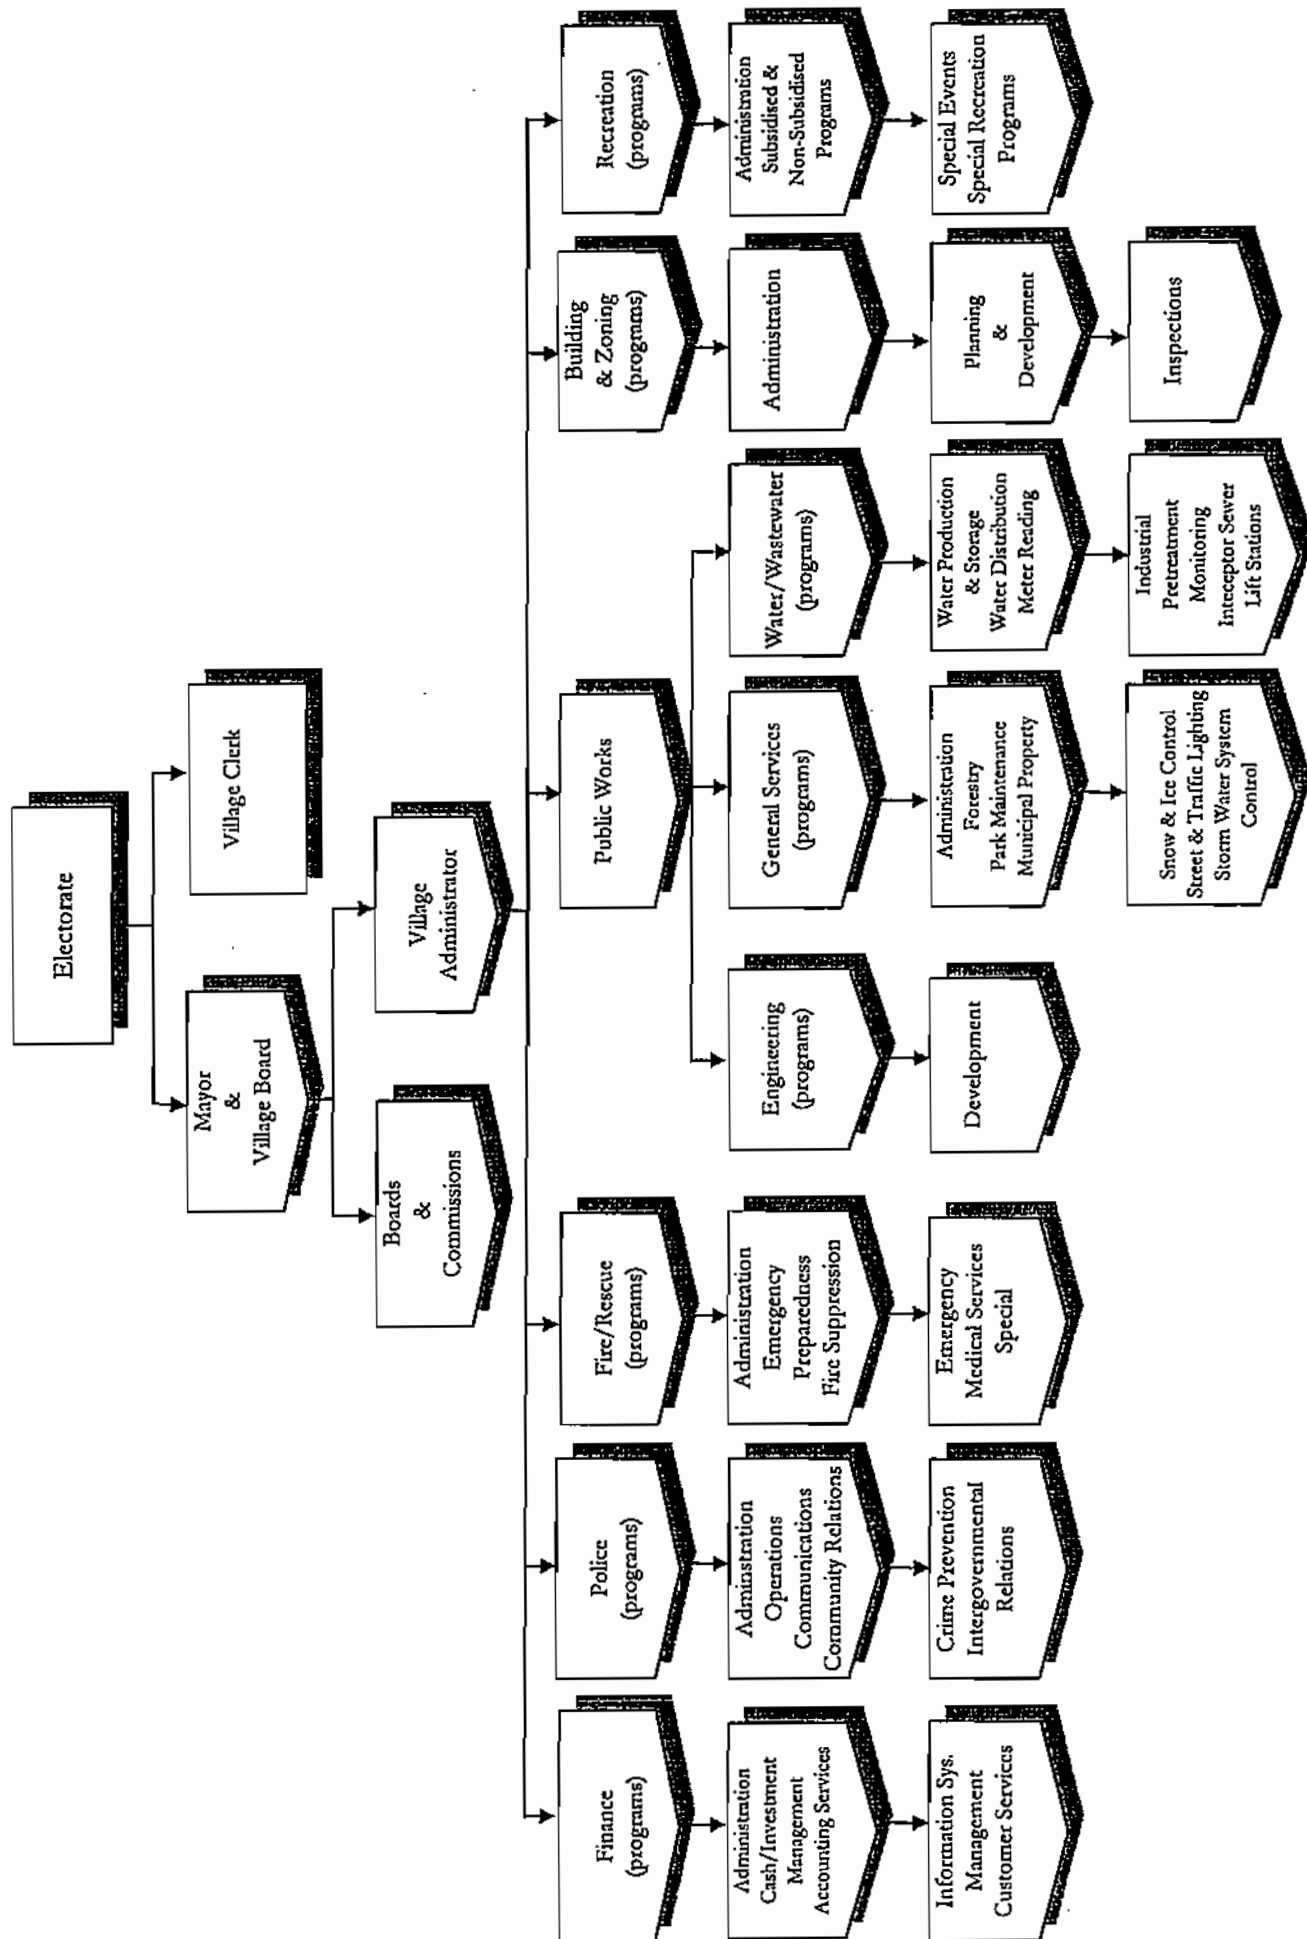 Electorate
Mayor
&
Village Board
Village Clerk
Boards
&
Commissions
Village
Administrator
Finance
(programs)
Police
(programs)
Fire/Rescue
(programs)
Public Works
Building
& Zoning
(programs)
Recreation
(programs)
Administration
Cash/Investment
Management
Accounting Services
Adminstration
Operations
Communications
Community Relations
Administration
Emergency
Preparedness
Fire Suppression
Engineering
(programs)
General Services
(programs)
Water/Wastewater
(programs)
Administration
Administration
Subsidised &
Non-Subsidised
Programs
Information Sys.
Management
Customer Services
Crime Prevention
Intergovernmental
Relations
Emergency
Medical Services
Special
Development
Administration
Forestry
Park Maintenance
Municipal Property
Water Production
& Storage
Water Distribution
Meter Reading
Planning
&
Development
Special Events
Special Recreation
Programs
Snow & Ice Control
Street & Traffic Lighting
Storm Water System
Control
Industrial
Pretreatment
Monitoring
Inteceptor Sewer
Lift Stations
Inspections